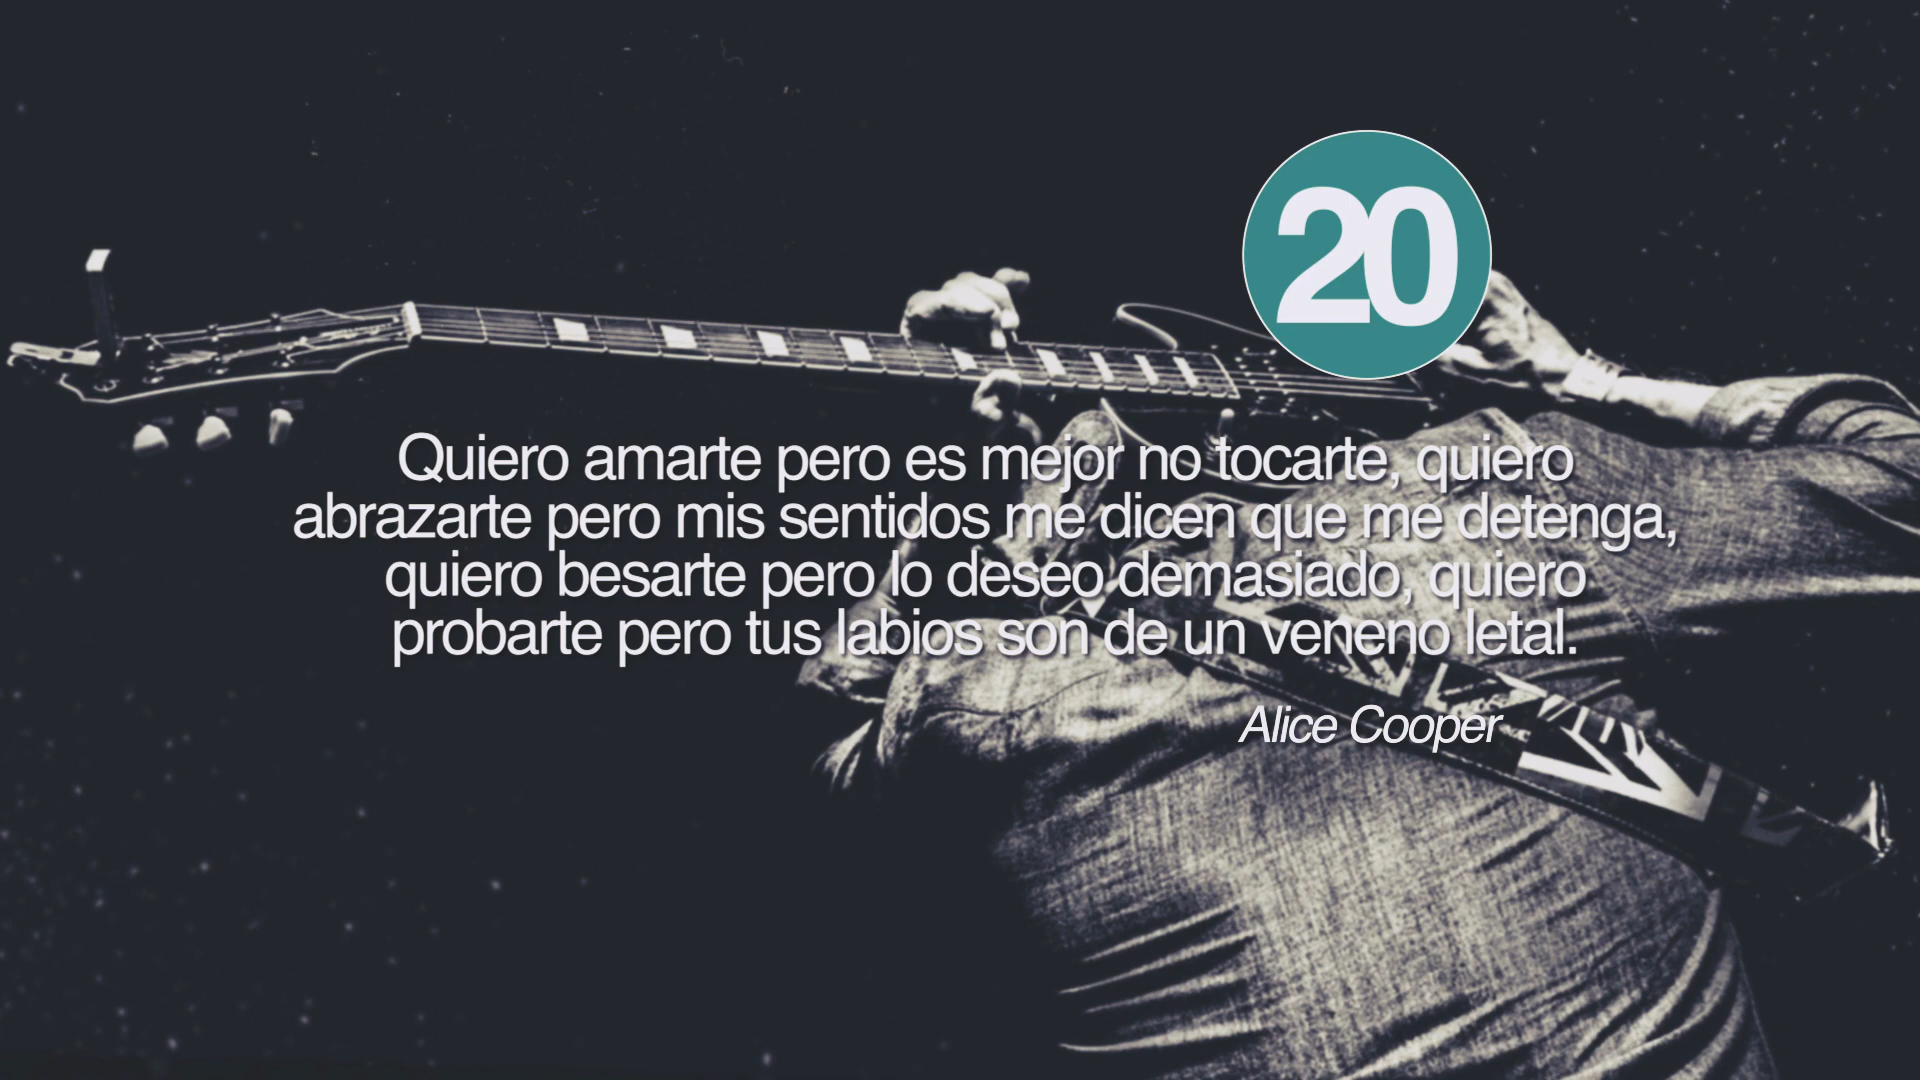 20
Quiero amarte pero es mejor no tocarte, quiero
abrazarte pero mis sentidos me dicen que me detenga,
quiero besarte pero lo deseo demasiado, quiero
probarte pero tus labios son de un veneno letal.
Alice Cooper